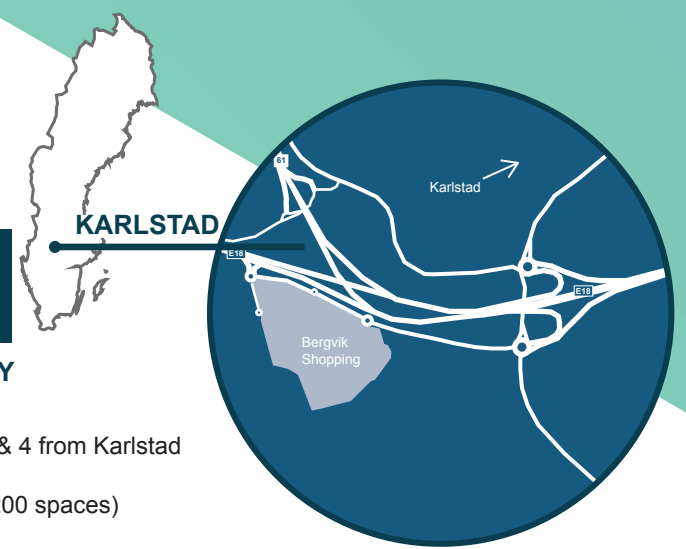 KARLSTAD
61
Karlstad
E18
E18
Bergvik
Shopping
Y
& 4 from Karlstad
00 spaces)